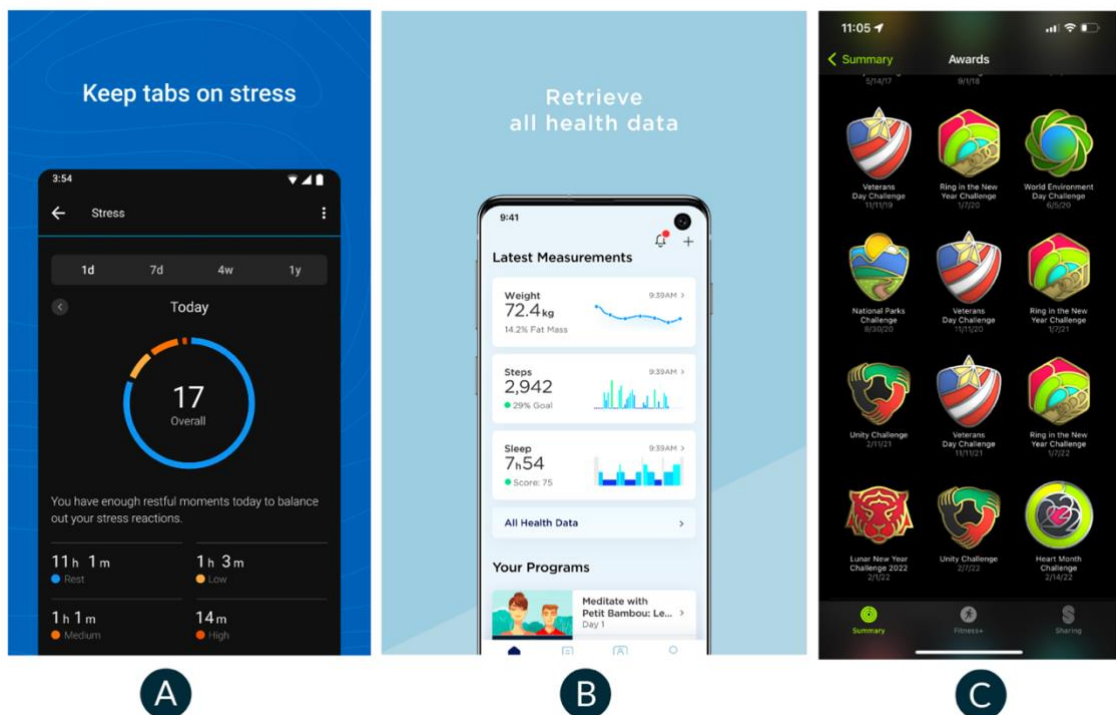 Keep tabs on stress
3:54
Stress
1d 7d 4w 1y
Today
17
Overall
You have enough restful moments today to balance
out your stress reactions.
11h 1m 1h 3m
Rest Low
1h 1m 14m
Medium High
A
Retrieve
all health data
9:41
Latest Measurements
Weight 9:39AM
72.4kg
14.2% Fat Mass
Steps 9:39AM
2,942
29% Goal
Sleep 9:39AM
7h54
Score: 75
All Health Data
Your Programs
Meditate with
Petit Bambou: Le...
Day 1
B
11:05
Summary Awards
5/14/17 9/1/18
Veterans
Day Challenge
11/11/19
Ring in the New
Year Challenge
1/7/20
World Environment
Day Challenge
6/5/20
National Parks
Challenge
8/30/20
Veterans
Day Challenge
11/11/20
Ring in the New
Year Challenge
1/7/21
Unity Challenge
2/11/21
Veterans
Day Challenge
11/11/21
Ring in the New
Year Challenge
1/7/22
Lunar New Year
Challenge 2022
2/1/22
Unity Challenge
2/7/22
Heart Month
Challenge
2/14/22
Summary Fitness+ Sharing
C